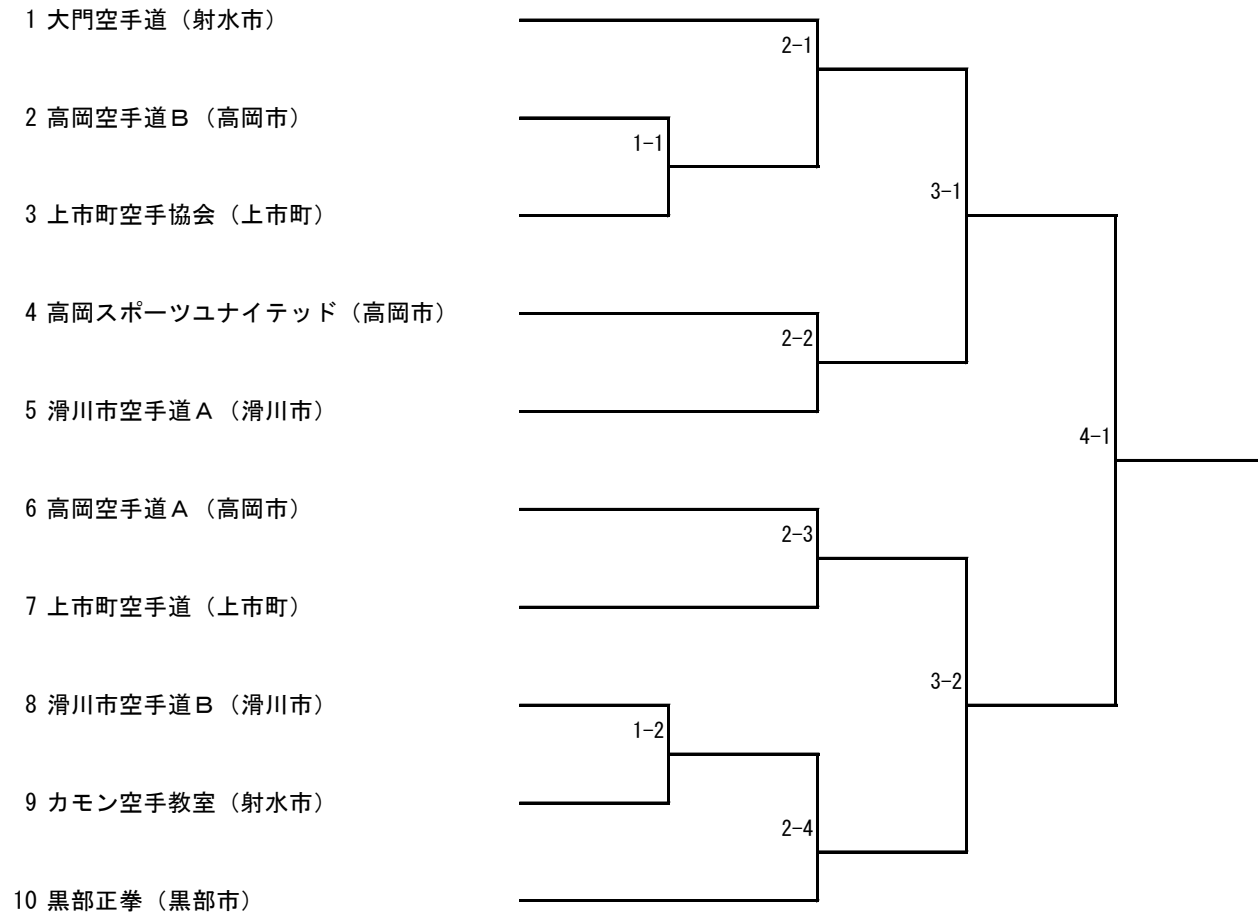 1 大門空手道（射水市）
2-1
2 高岡空手道Ｂ（高岡市）
1-1
3-1
3 上市町空手協会（上市町）
4 高岡スポーツユナイテッド（高岡市）
2-2
5 滑川市空手道Ａ（滑川市）
4-1
6 高岡空手道Ａ（高岡市）
2-3
7 上市町空手道（上市町）
3-2
8 滑川市空手道Ｂ（滑川市）
1-2
9 カモン空手教室（射水市）
2-4
10 黒部正拳（黒部市）